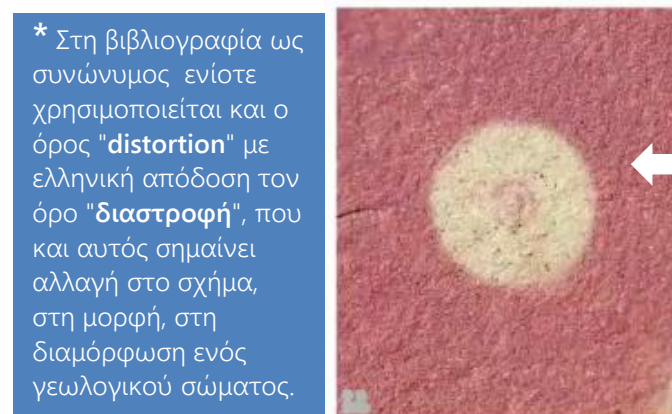 * Στη βιβλιογραφία ως
συνώνυμος ενίοτε
χρησιμοποιείται και ο
όρος "distortion" με
ελληνική απόδοση τον
όρο "διαστροφή", που
και αυτός σημαίνει
αλλαγή στο σχήμα,
στη μορφή, στη
διαμόρφωση ενός
γεωλογικού σώματος.